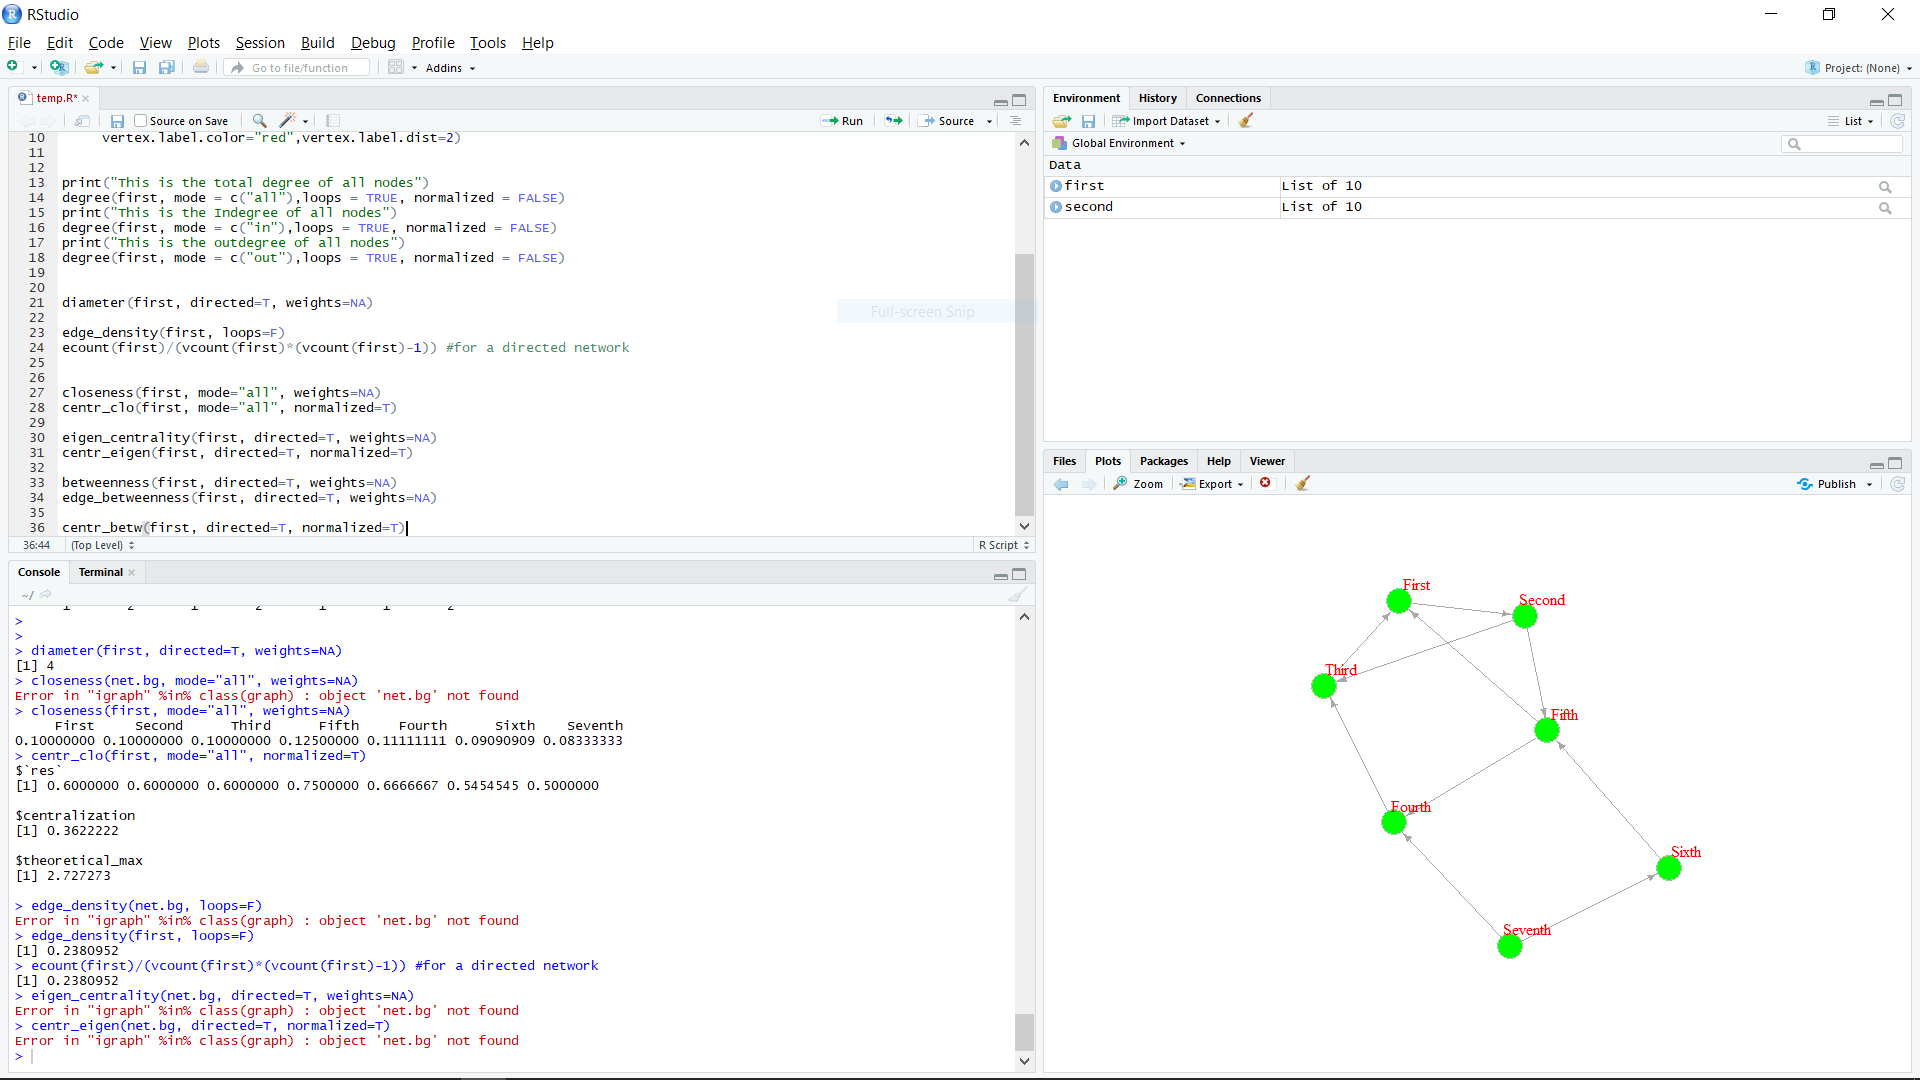 RStudio
File Edit Code View Plots Session Build Debug Profile Tools Help
Go to file/function Addins Project: (None)
temp.R*
Source on Save Run Source
10 vertex.label.color="red",vertex.label.dist=2)
11
12
13 print("This is the total degree of all nodes")
14 degree(first, mode = c("all"),loops = TRUE, normalized = FALSE)
15 print("This is the Indegree of all nodes")
16 degree(first, mode = c("in"),loops = TRUE, normalized = FALSE)
17 print("This is the outdegree of all nodes")
18 degree(first, mode = c("out"),loops = TRUE, normalized = FALSE)
19
20
21 diameter(first, directed=T, weights=NA)
22
23 edge_density(first, loops=F)
24 ecount(first)/(vcount(first)*(vcount(first)-1)) #for a directed network
25
26
27 closeness(first, mode="all", weights=NA)
28 centr_clo(first, mode="all", normalized=T)
29
30 eigen_centrality(first, directed=T, weights=NA)
31 centr_eigen(first, directed=T, normalized=T)
32
33 betweenness(first, directed=T, weights=NA)
34 edge_betweenness(first, directed=T, weights=NA)
35
36 centr_betw(first, directed=T, normalized=T)
Full-screen Snip
36:44 (Top Level) R Script
Console Terminal
~/
1 2 1 2 1 1 2
>
>
> diameter(first, directed=T, weights=NA)
[1] 4
> closeness(net.bg, mode="all", weights=NA)
Error in "igraph" %in% class(graph) : object 'net.bg' not found
> closeness(first, mode="all", weights=NA)
First Second Third Fifth Fourth Sixth Seventh
0.10000000 0.10000000 0.10000000 0.12500000 0.11111111 0.09090909 0.08333333
> centr_clo(first, mode="all", normalized=T)
$`res`
[1] 0.6000000 0.6000000 0.6000000 0.7500000 0.6666667 0.5454545 0.5000000
$centralization
[1] 0.3622222
$theoretical_max
[1] 2.727273
> edge_density(net.bg, loops=F)
Error in "igraph" %in% class(graph) : object 'net.bg' not found
> edge_density(first, loops=F)
[1] 0.2380952
> ecount(first)/(vcount(first)*(vcount(first)-1)) #for a directed network
[1] 0.2380952
> eigen_centrality(net.bg, directed=T, weights=NA)
Error in "igraph" %in% class(graph) : object 'net.bg' not found
> centr_eigen(net.bg, directed=T, normalized=T)
Error in "igraph" %in% class(graph) : object 'net.bg' not found
>
Environment History Connections
Import Dataset List
Global Environment
Data
first List of 10
second List of 10
Files Plots Packages Help Viewer
Zoom Export Publish
First
Second
Third
Fifth
Fourth
Sixth
Seventh